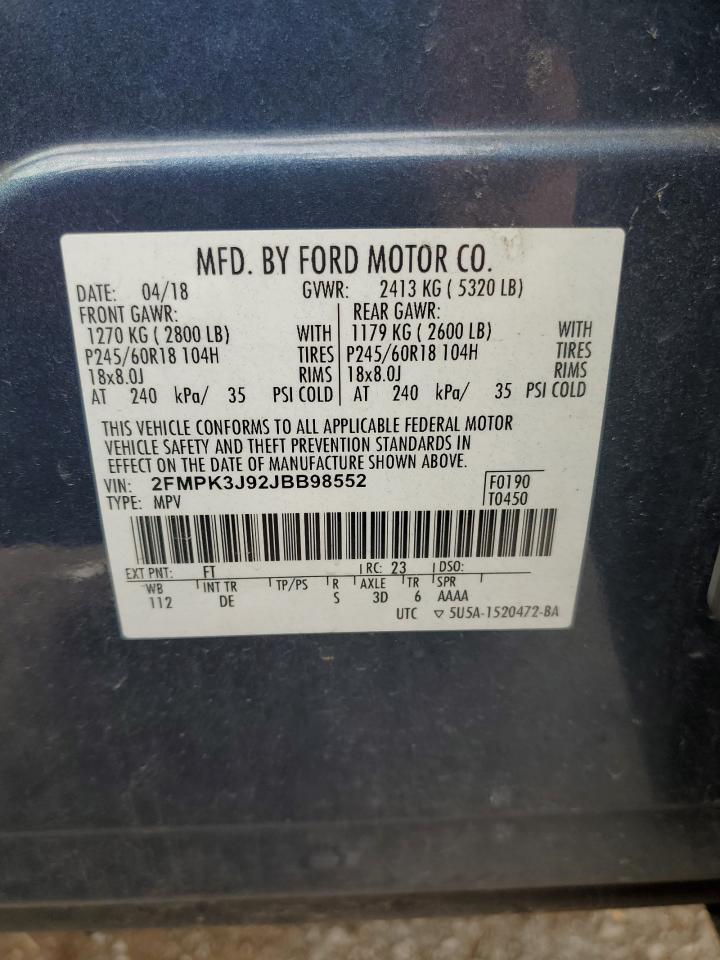 MFD. BY FORD MOTOR CO.
DATE: 04/18 GVWR: 2413 KG ( 5320 LB)
FRONT GAWR: REAR GAWR:
1270 KG ( 2800 LB) WITH 1179 KG ( 2600 LB) WITH
P245/60R18 104H TIRES P245/60R18 104H TIRES
18x8.0J RIMS 18x8.0J RIMS
AT 240 kPa/ 35 PSI COLD AT 240 kPa/ 35 PSI COLD
THIS VEHICLE CONFORMS TO ALL APPLICABLE FEDERAL MOTOR
VEHICLE SAFETY AND THEFT PREVENTION STANDARDS IN
EFFECT ON THE DATE OF MANUFACTURE SHOWN ABOVE.
VIN: 2FMPK3J92JBB98552 F0190
TYPE: MPV T0450
EXT PNT: FT RC: 23 DSO:
WB INT TR TP/PS R AXLE TR SPR
112 DE S 3D 6 AAAA
UTC ▽ 5U5A-1520472-BA